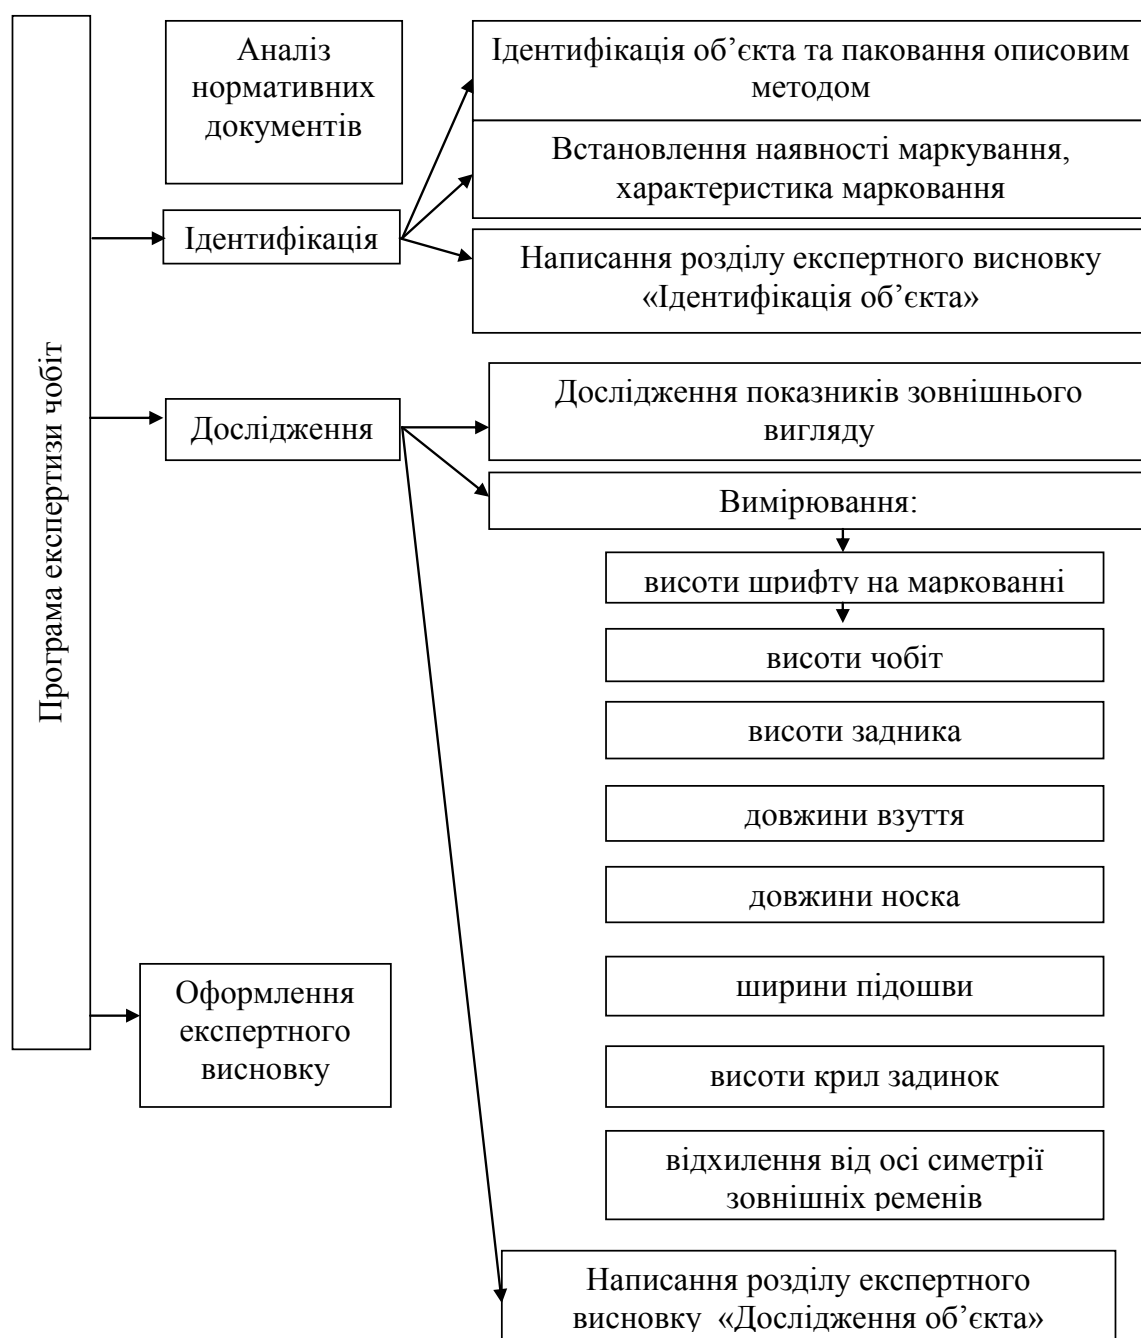 Програма експертизи чобіт
Аналіз
нормативних
документів
Ідентифікація об’єкта та паковання описовим
методом
Встановлення наявності маркування,
характеристика марковання
Ідентифікація
Написання розділу експертного висновку
«Ідентифікація об’єкта»
Дослідження показників зовнішнього
вигляду
Дослідження
Вимірювання:
висоти шрифту на маркованні
висоти чобіт
висоти задника
довжини взуття
довжини носка
ширини підошви
висоти крил задинок
відхилення від осі симетрії
зовнішніх ременів
Оформлення
експертного
висновку
Написання розділу експертного
висновку «Дослідження об’єкта»